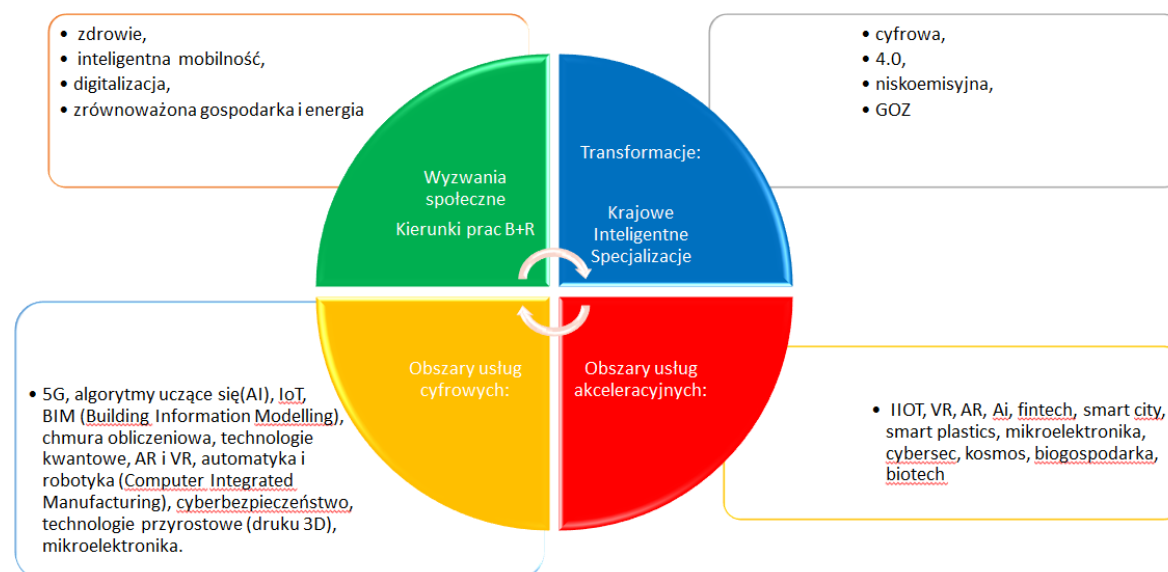 • zdrowie,
• inteligentna mobilność,
• digitalizacja,
• zrównoważona gospodarka i energia
• cyfrowa,
• 4.0,
• niskoemisyjna,
• GOZ
Wyzwania
społeczne
Kierunki prac B+R
Transformacje:
Krajowe
Inteligentne
Specjalizacje
Obszary usług
cyfrowych:
Obszary usług
akceleracyjnych:
• 5G, algorytmy uczące się(AI), IoT,
BIM (Building Information Modelling),
chmura obliczeniowa, technologie
kwantowe, AR i VR, automatyka i
robotyka (Computer Integrated
Manufacturing), cyberbezpieczeństwo,
technologie przyrostowe (druku 3D),
mikroelektronika.
• IIOT, VR, AR, Ai, fintech, smart city,
smart plastics, mikroelektronika,
cybersec, kosmos, biogospodarka,
biotech